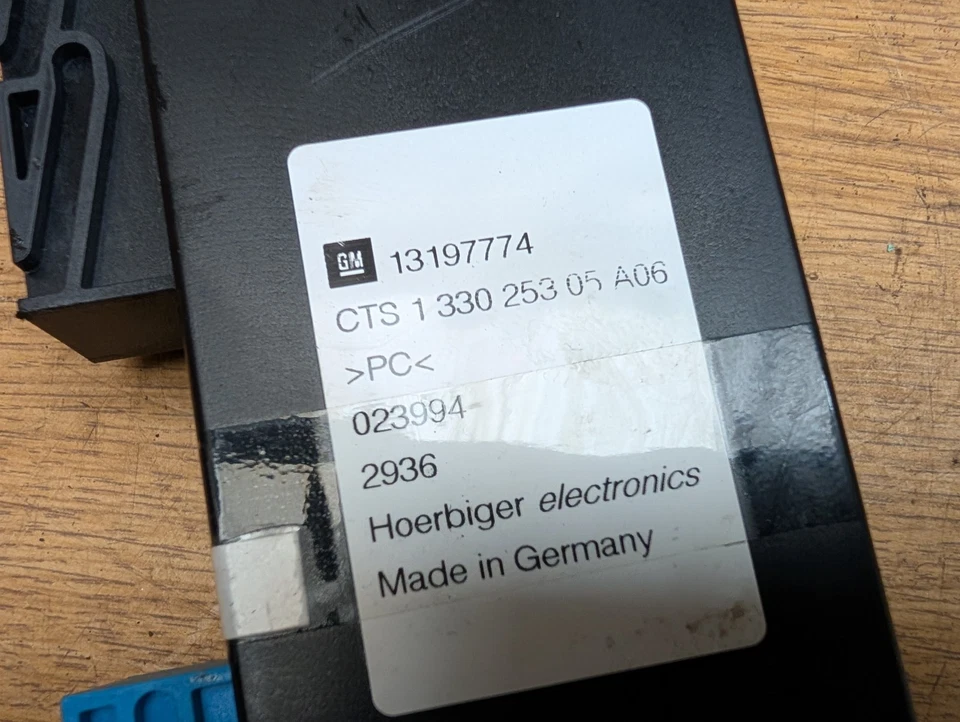 GM 13197774
CTS 1 330 253 05 A06
>PC<
023994
2936
Hoerbiger electronics
Made in Germany